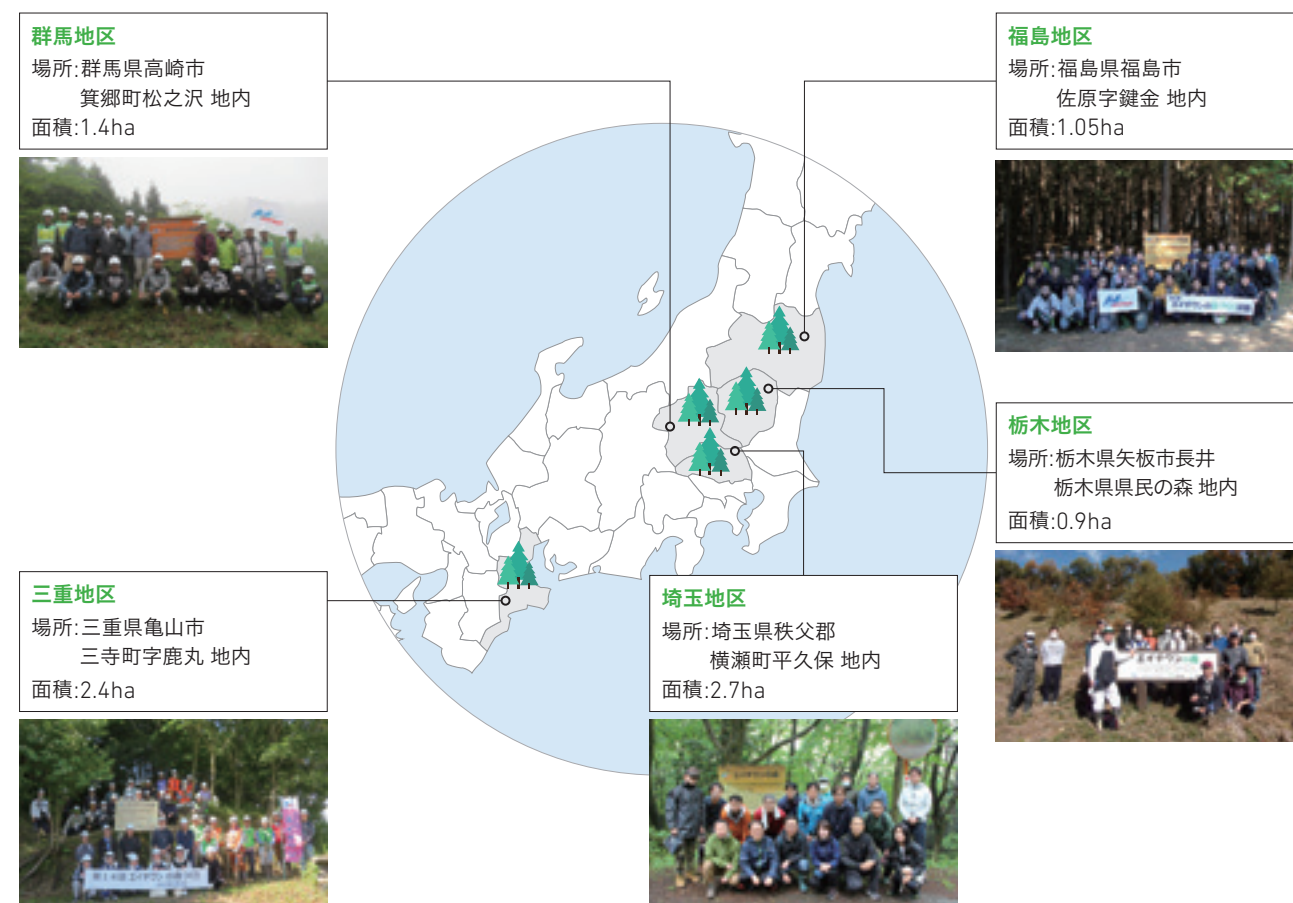 群馬地区
場所:群馬県高崎市
箕郷町松之沢 地内
面積:1.4ha
福島地区
場所:福島県福島市
佐原字鍵金 地内
面積:1.05ha
栃木地区
場所:栃木県矢板市長井
栃木県県民の森 地内
面積:0.9ha
三重地区
場所:三重県亀山市
三寺町字鹿丸 地内
面積:2.4ha
埼玉地区
場所:埼玉県秩父郡
横瀬町平久保 地内
面積:2.7ha